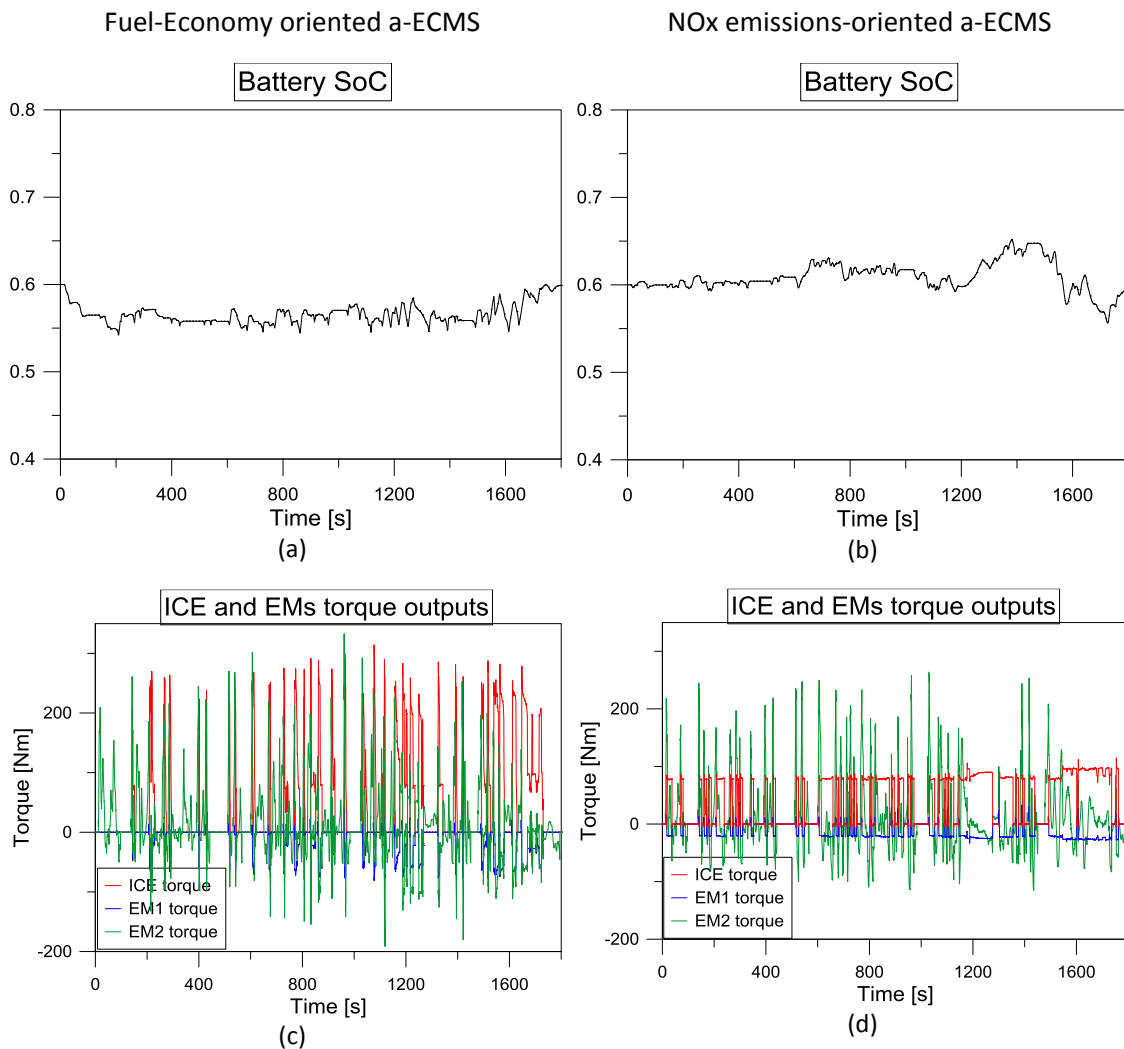 Fuel-Economy oriented a-ECMS
NOx emissions-oriented a-ECMS
Battery SoC
0.8
0.7
0.6
0.5
0.4
0 400 800 1200 1600
Time [s]
(a)
Battery SoC
0.8
0.7
0.6
0.5
0.4
0 400 800 1200 1600
Time [s]
(b)
ICE and EMs torque outputs
Torque [Nm]
200
0
-200
ICE torque
EM1 torque
EM2 torque
0 400 800 1200 1600
Time [s]
(c)
ICE and EMs torque outputs
Torque [Nm]
200
0
-200
ICE torque
EM1 torque
EM2 torque
0 400 800 1200 1600
Time [s]
(d)